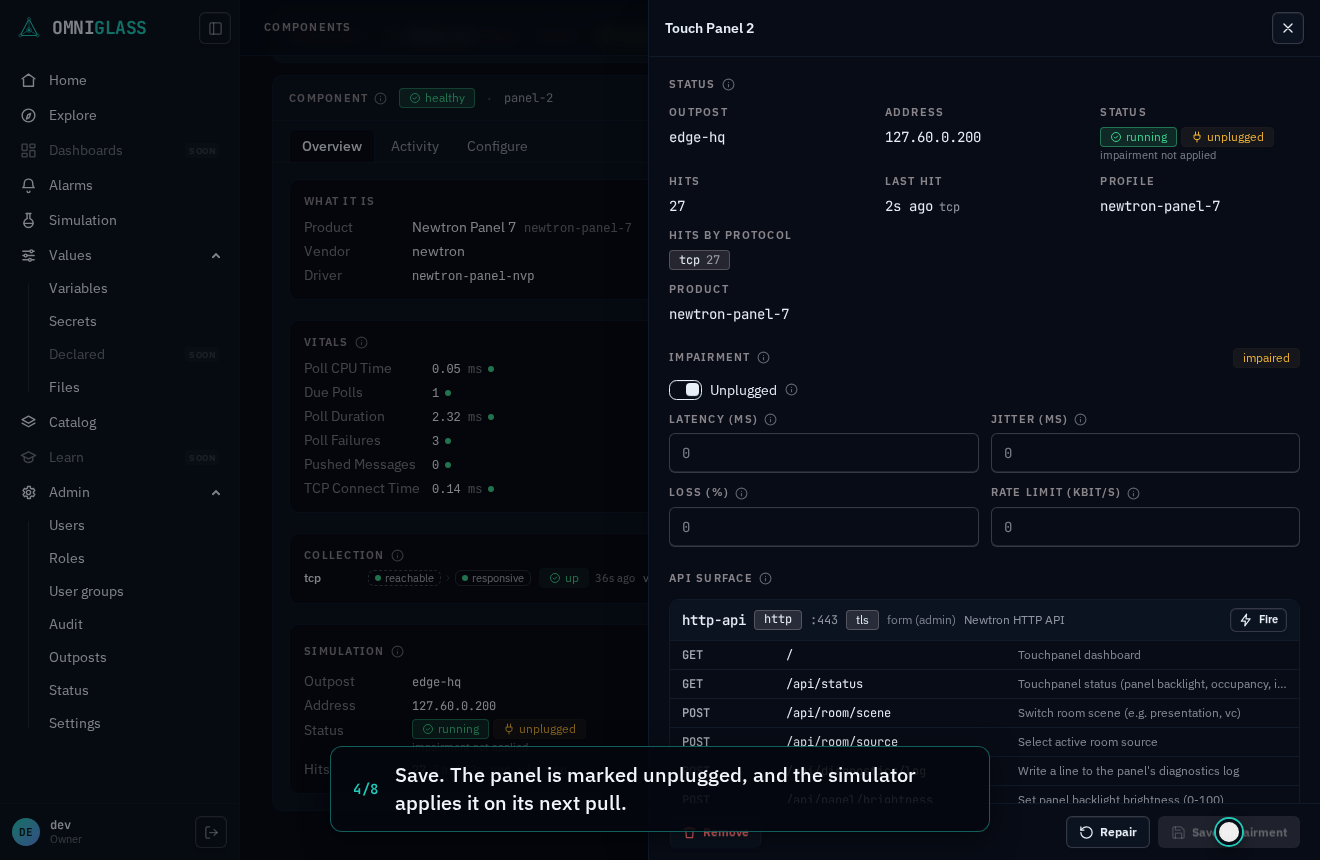 OMNIGLASS
COMPONENTS
Touch Panel 2
Home
Explore
Dashboards SOON
Alarms
Simulation
Values
Variables
Secrets
Declared SOON
Files
Catalog
Learn SOON
Admin
Users
Roles
User groups
Audit
Outposts
Status
Settings
DE dev
Owner
COMPONENT healthy · panel-2
Overview Activity Configure
WHAT IT IS
Product Newtron Panel 7 newtron-panel-7
Vendor newtron
Driver newtron-panel-nvp
VITALS
Poll CPU Time 0.05 ms
Due Polls 1
Poll Duration 2.32 ms
Poll Failures 3
Pushed Messages 0
TCP Connect Time 0.14 ms
COLLECTION
tcp reachable responsive up 36s ago
SIMULATION
Outpost edge-hq
Address 127.60.0.200
Status running unplugged
impairment not applied
Hits
STATUS
OUTPOST ADDRESS STATUS
edge-hq 127.60.0.200 running unplugged
impairment not applied
HITS LAST HIT PROFILE
27 2s ago tcp newtron-panel-7
HITS BY PROTOCOL
tcp 27
PRODUCT
newtron-panel-7
IMPAIRMENT impaired
Unplugged
LATENCY (MS) JITTER (MS)
0 0
LOSS (%) RATE LIMIT (KBIT/S)
0 0
API SURFACE
http-api http :443 tls form (admin) Newtron HTTP API Fire
GET / Touchpanel dashboard
GET /api/status Touchpanel status (panel backlight, occupancy, i...
POST /api/room/scene Switch room scene (e.g. presentation, vc)
POST /api/room/source Select active room source
Write a line to the panel's diagnostics log
/api/panel/brightness Set panel backlight brightness (0-100)
4/8 Save. The panel is marked unplugged, and the simulator
applies it on its next pull.
Remove Repair